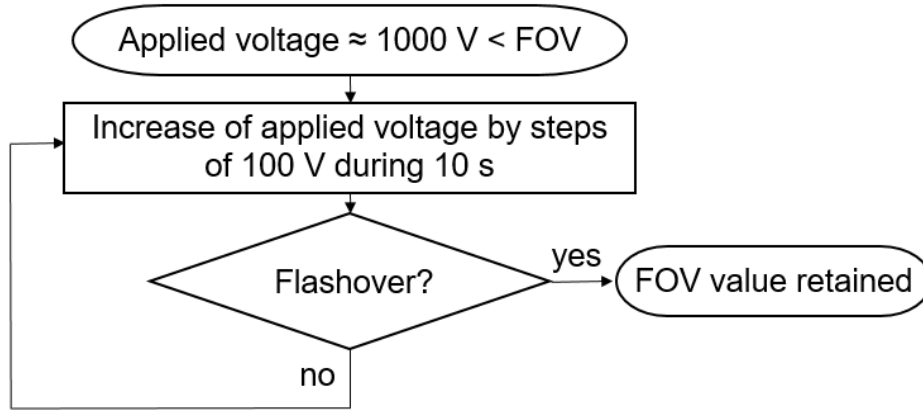 Applied voltage ≈ 1000 V < FOV
Increase of applied voltage by steps
of 100 V during 10 s
Flashover?
yes
FOV value retained
no